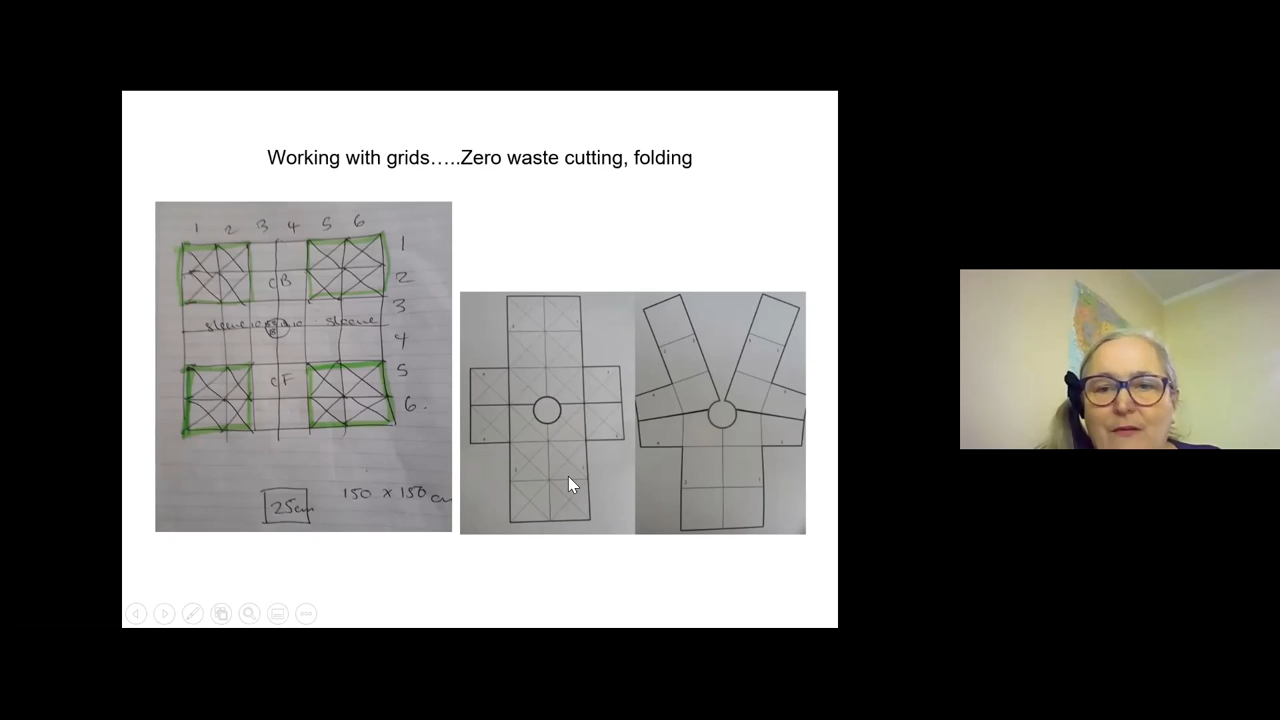 Working with grids…..Zero waste cutting, folding
1 2 3 4 5 6
1
2
CB
3
sleeve sleeve
4
5
CF
6.
25cm
150 x 150 cm